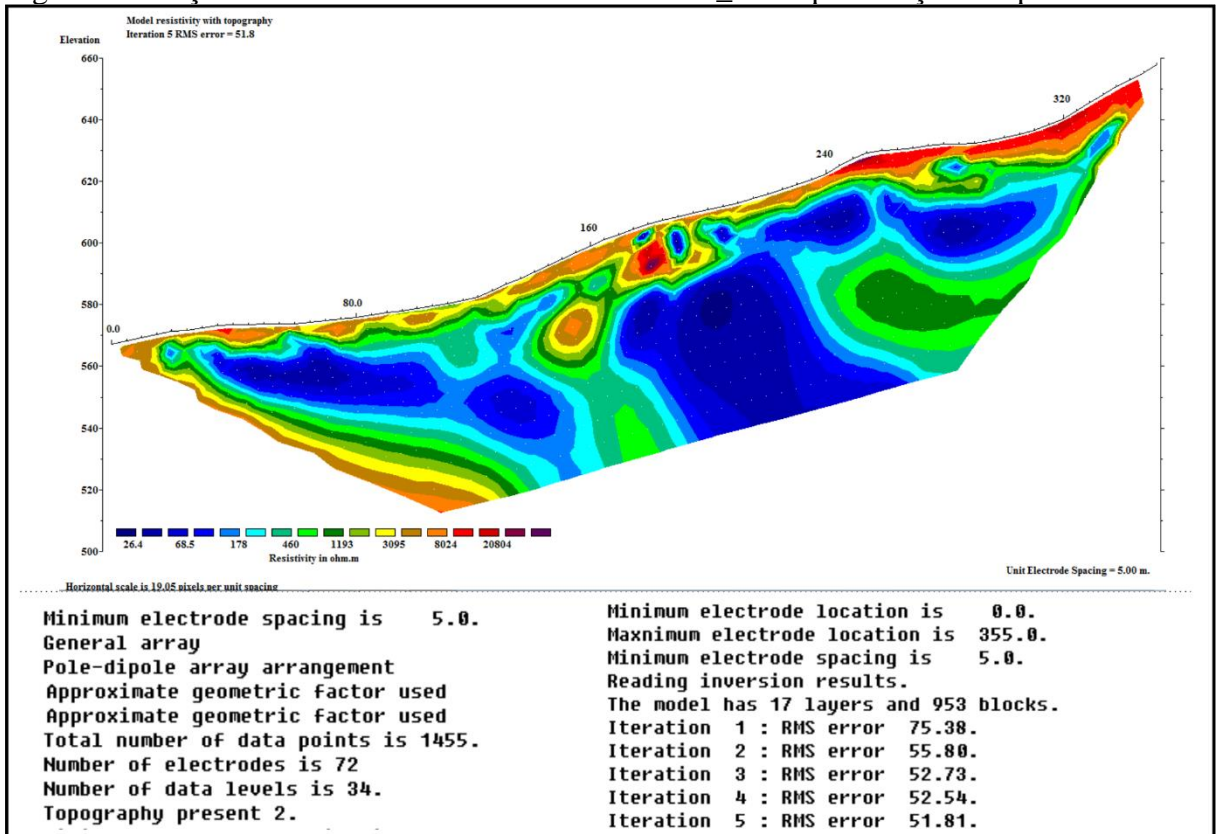 Model resistivity with topography
Iteration 5 RMS error = 51.8
Elevation
660
640
620
600
580
560
540
520
500
0.0
80.0
160
240
320
26.4 68.5 178 460 1193 3095 8024 20804
Resistivity in ohm.m
Unit Electrode Spacing = 5.00 m.
Horizontal scale is 19.05 pixels per unit spacing
Minimum electrode spacing is 5.0.
General array
Pole-dipole array arrangement
Approximate geometric factor used
Approximate geometric factor used
Total number of data points is 1455.
Number of electrodes is 72
Number of data levels is 34.
Topography present 2.
Minimum electrode location is 0.0.
Maxnimum electrode location is 355.0.
Minimum electrode spacing is 5.0.
Reading inversion results.
The model has 17 layers and 953 blocks.
Iteration 1 : RMS error 75.38.
Iteration 2 : RMS error 55.80.
Iteration 3 : RMS error 52.73.
Iteration 4 : RMS error 52.54.
Iteration 5 : RMS error 51.81.